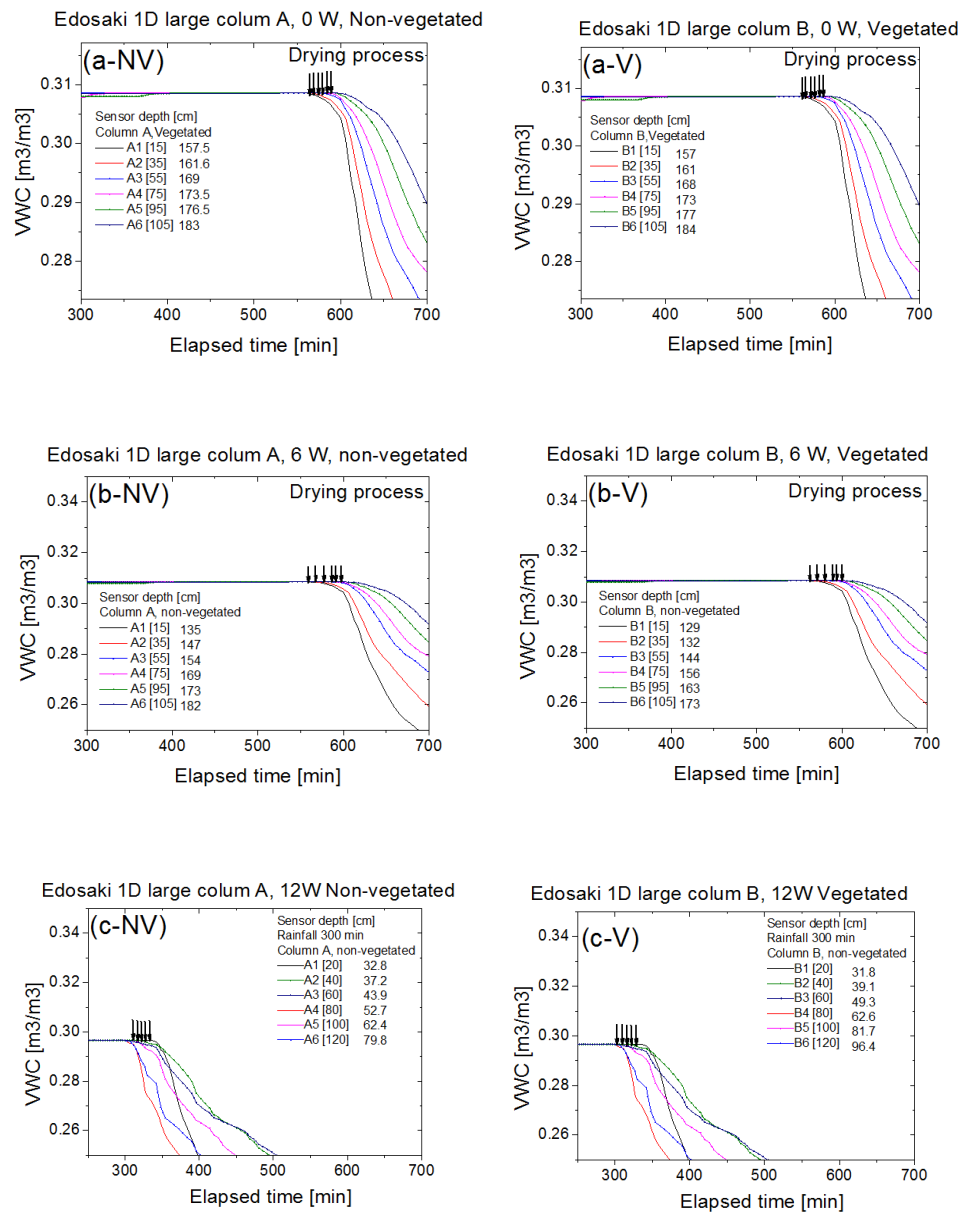 Edosaki 1D large colum A, 0 W, Non-vegetated
(a-NV)
Drying process
0.31
0.30
0.29
0.28
VWC [m3/m3]
Sensor depth [cm]
Column A,Vegetated
A1 [15] 157.5
A2 [35] 161.6
A3 [55] 169
A4 [75] 173.5
A5 [95] 176.5
A6 [105] 183
300 400 500 600 700
Elapsed time [min]
Edosaki 1D large colum B, 0 W, Vegetated
(a-V)
Drying process
0.31
0.30
0.29
0.28
VWC [m3/m3]
Sensor depth [cm]
Column B,Vegetated
B1 [15] 157
B2 [35] 161
B3 [55] 168
B4 [75] 173
B5 [95] 177
B6 [105] 184
300 400 500 600 700
Elapsed time [min]
Edosaki 1D large colum A, 6 W, non-vegetated
(b-NV)
Drying process
0.34
0.32
0.30
0.28
0.26
VWC [m3/m3]
Sensor depth [cm]
Column A, non-vegetated
A1 [15] 135
A2 [35] 147
A3 [55] 154
A4 [75] 169
A5 [95] 173
A6 [105] 182
300 400 500 600 700
Elapsed time [min]
Edosaki 1D large colum B, 6 W, Vegetated
(b-V)
Drying process
0.34
0.32
0.30
0.28
0.26
VWC [m3/m3]
Sensor depth [cm]
Column B, non-vegetated
B1 [15] 129
B2 [35] 132
B3 [55] 144
B4 [75] 156
B5 [95] 163
B6 [105] 173
300 400 500 600 700
Elapsed time [min]
Edosaki 1D large colum A, 12W Non-vegetated
(c-NV)
0.34
0.32
0.30
0.28
0.26
VWC [m3/m3]
Sensor depth [cm]
Rainfall 300 min
Column A, non-vegetated
A1 [20] 32.8
A2 [40] 37.2
A3 [60] 43.9
A4 [80] 52.7
A5 [100] 62.4
A6 [120] 79.8
300 400 500 600 700
Elapsed time [min]
Edosaki 1D large colum B, 12W Vegetated
(c-V)
0.34
0.32
0.30
0.28
0.26
VWC [m3/m3]
Sensor depth [cm]
Rainfall 300 min
Column B, non-vegetated
B1 [20] 31.8
B2 [40] 39.1
B3 [60] 49.3
B4 [80] 62.6
B5 [100] 81.7
B6 [120] 96.4
300 400 500 600 700
Elapsed time [min]